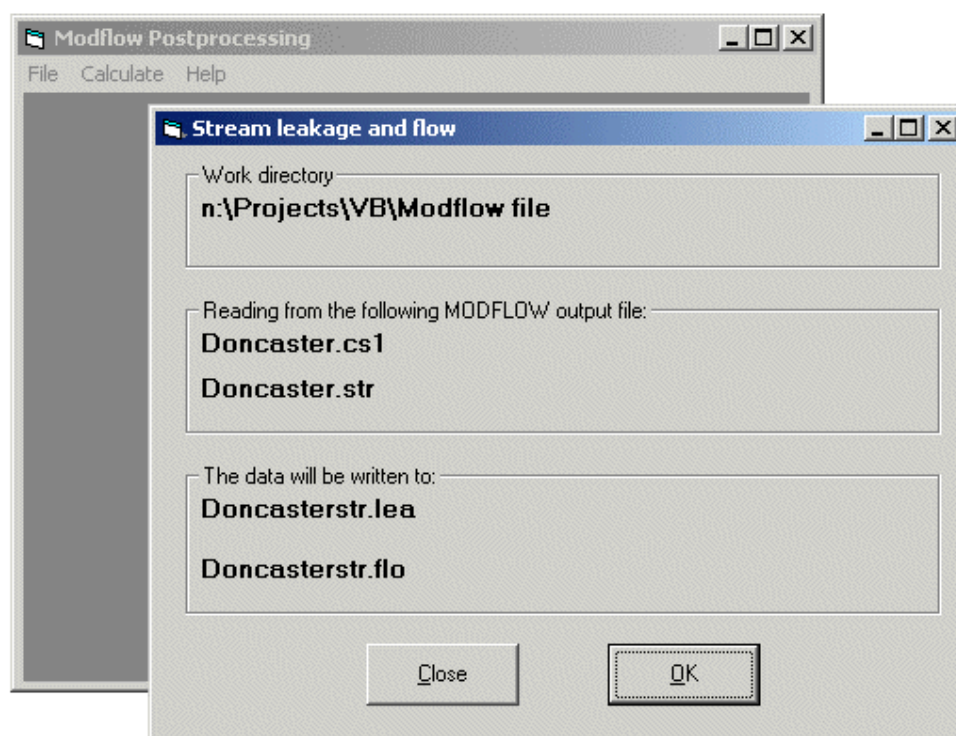 Modflow Postprocessing
File Calculate Help
Stream leakage and flow
Work directory
n:\Projects\VB\Modflow file
Reading from the following MODFLOW output file:
Doncaster.cs1
Doncaster.str
The data will be written to:
Doncasterstr.lea
Doncasterstr.flo
Close OK